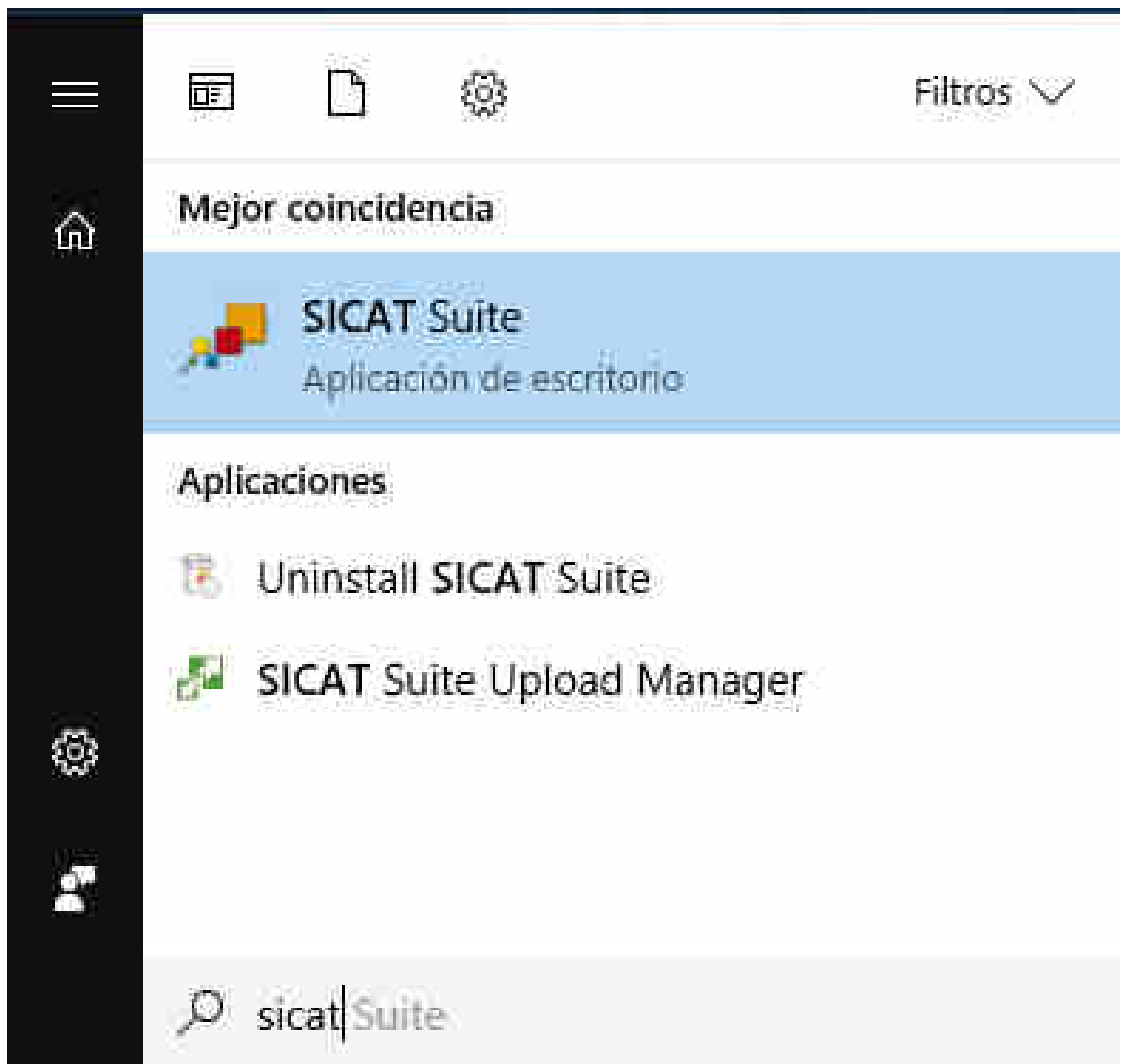 Filtros
Mejor coincidencia
SICAT Suite
Aplicación de escritorio
Aplicaciones
Uninstall SICAT Suite
SICAT Suite Upload Manager
sicat Suite